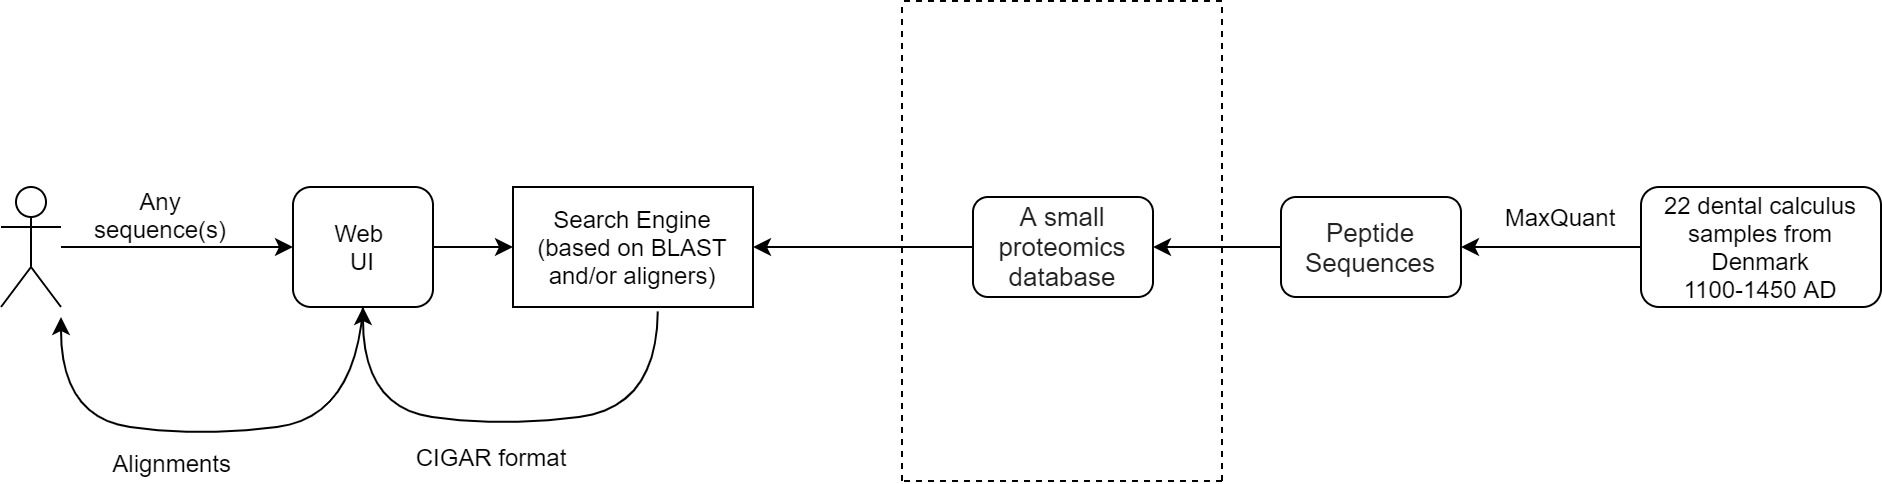 Any
sequence(s)
Web
UI
Search Engine
(based on BLAST
and/or aligners)
A small
proteomics
database
Peptide
Sequences
MaxQuant
22 dental calculus
samples from
Denmark
1100-1450 AD
Alignments
CIGAR format